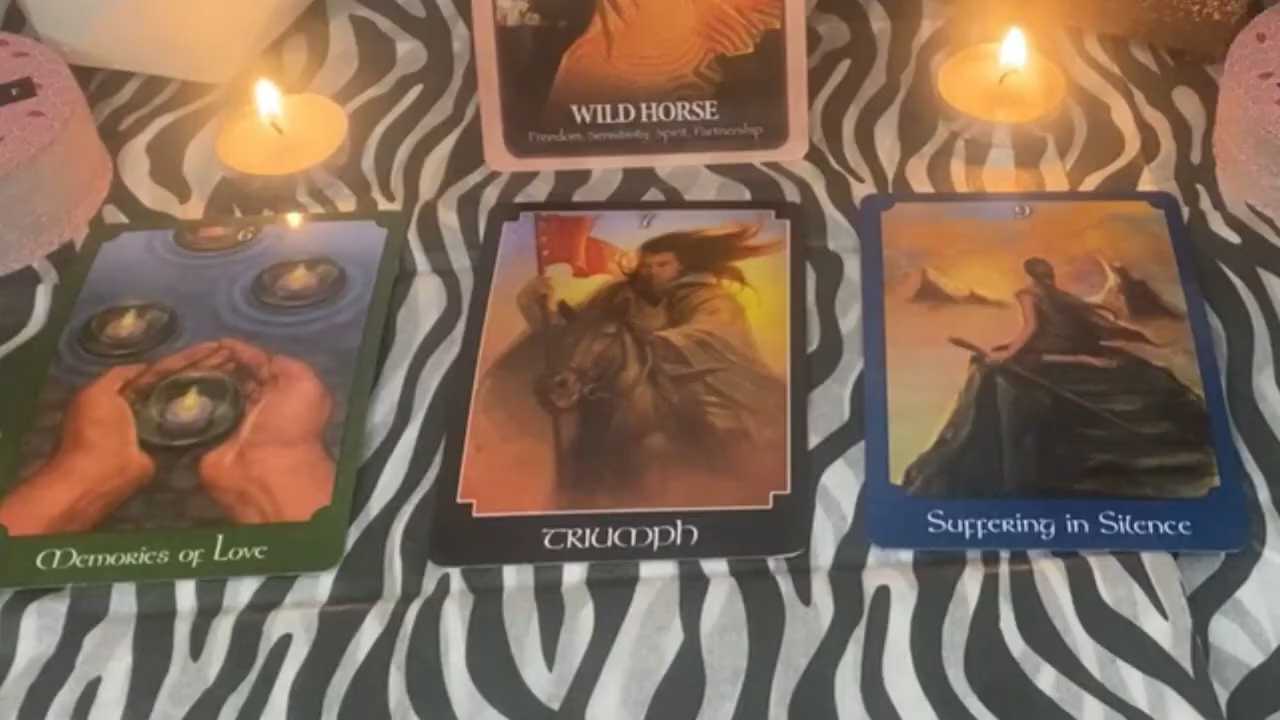 WILD HORSE
Freedom, Sensitivity, Spirit, Partnership
6
7
9
Memories of Love
TRIUMPH
Suffering in Silence